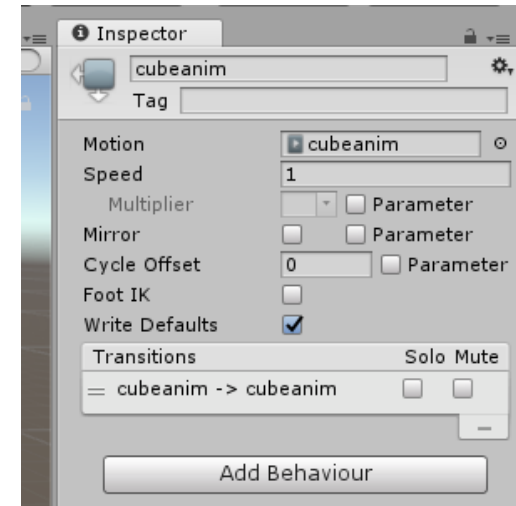 Inspector
cubeanim
Tag
Motion cubeanim
Speed 1
Multiplier Parameter
Mirror Parameter
Cycle Offset 0 Parameter
Foot IK
Write Defaults
Transitions Solo Mute
cubeanim -> cubeanim
Add Behaviour